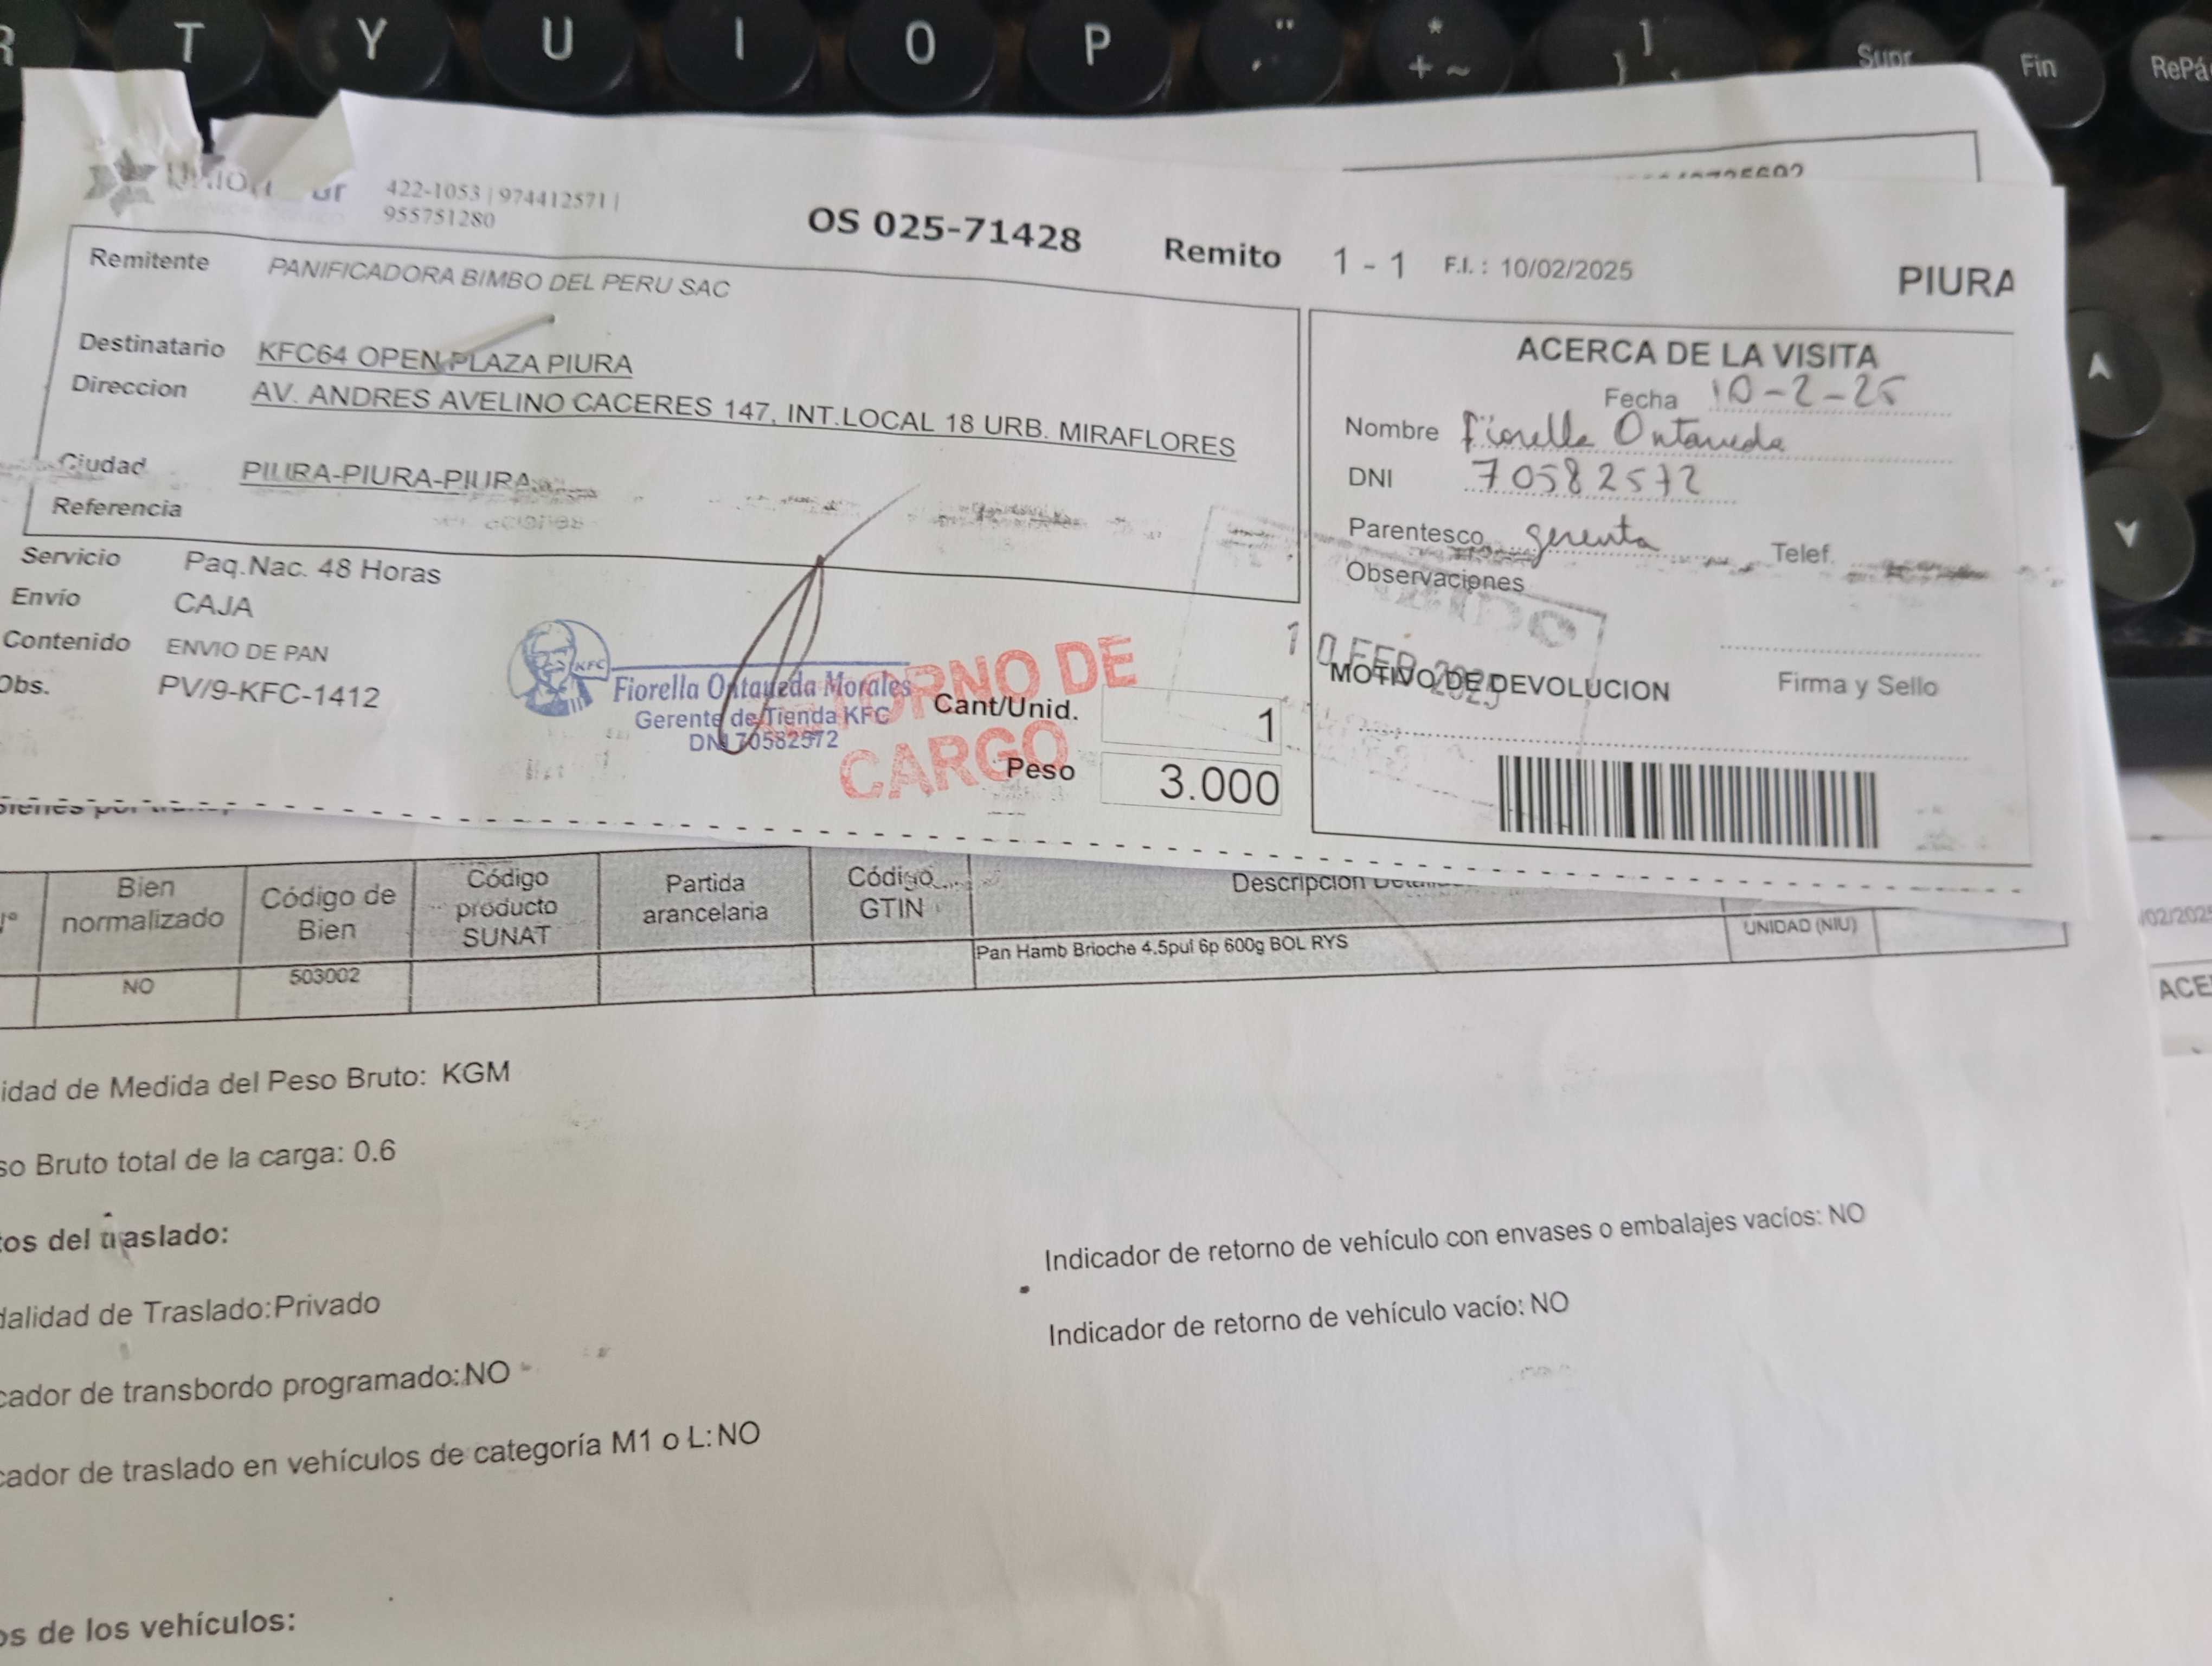 R T Y U I O P " * + ~ ] } Supr Fin RePá
422-1053 | 974412571 |
955751280
OS 025-71428 Remito 1 - 1 F.I. : 10/02/2025 PIURA
Remitente PANIFICADORA BIMBO DEL PERU SAC
Destinatario KFC64 OPEN PLAZA PIURA
Direccion AV. ANDRES AVELINO CACERES 147, INT.LOCAL 18 URB. MIRAFLORES
Ciudad PIURA-PIURA-PIURA
Referencia
Servicio Paq.Nac. 48 Horas
Envío CAJA
Contenido ENVIO DE PAN
Obs. PV/9-KFC-1412
KFC
Fiorella Ontaneda Morales
Gerente de Tienda KFC
DNI 70582572
RETORNO DE
CARGO
Cant/Unid. 1
Peso 3.000
ACERCA DE LA VISITA
Fecha 10-2-25
Nombre Fiorella Ontaneda
DNI 70582572
Parentesco gerenta Telef.
Observaciones
10 FEB 2025
MOTIVO DE DEVOLUCION Firma y Sello
N° Bien normalizado Código de Bien Código producto SUNAT Partida arancelaria Código GTIN Descripción
NO 503002 Pan Hamb Brioche 4.5pul 6p 600g BOL RYS UNIDAD (NIU)
/02/2025
ACE
idad de Medida del Peso Bruto: KGM
so Bruto total de la carga: 0.6
tos del traslado:
dalidad de Traslado:Privado
cador de transbordo programado:NO
cador de traslado en vehículos de categoría M1 o L:NO
Indicador de retorno de vehículo con envases o embalajes vacíos: NO
Indicador de retorno de vehículo vacío: NO
os de los vehículos: